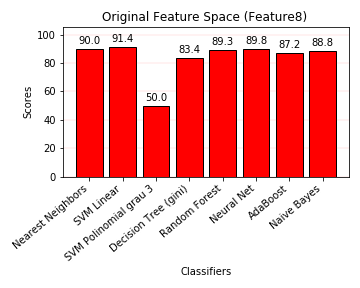 Original Feature Space (Feature8)
100
80
60
40
20
0
Scores
90.0
91.4
50.0
83.4
89.3
89.8
87.2
88.8
Nearest Neighbors
SVM Linear
SVM Polinomial grau 3
Decision Tree (gini)
Random Forest
Neural Net
AdaBoost
Naive Bayes
Classifiers